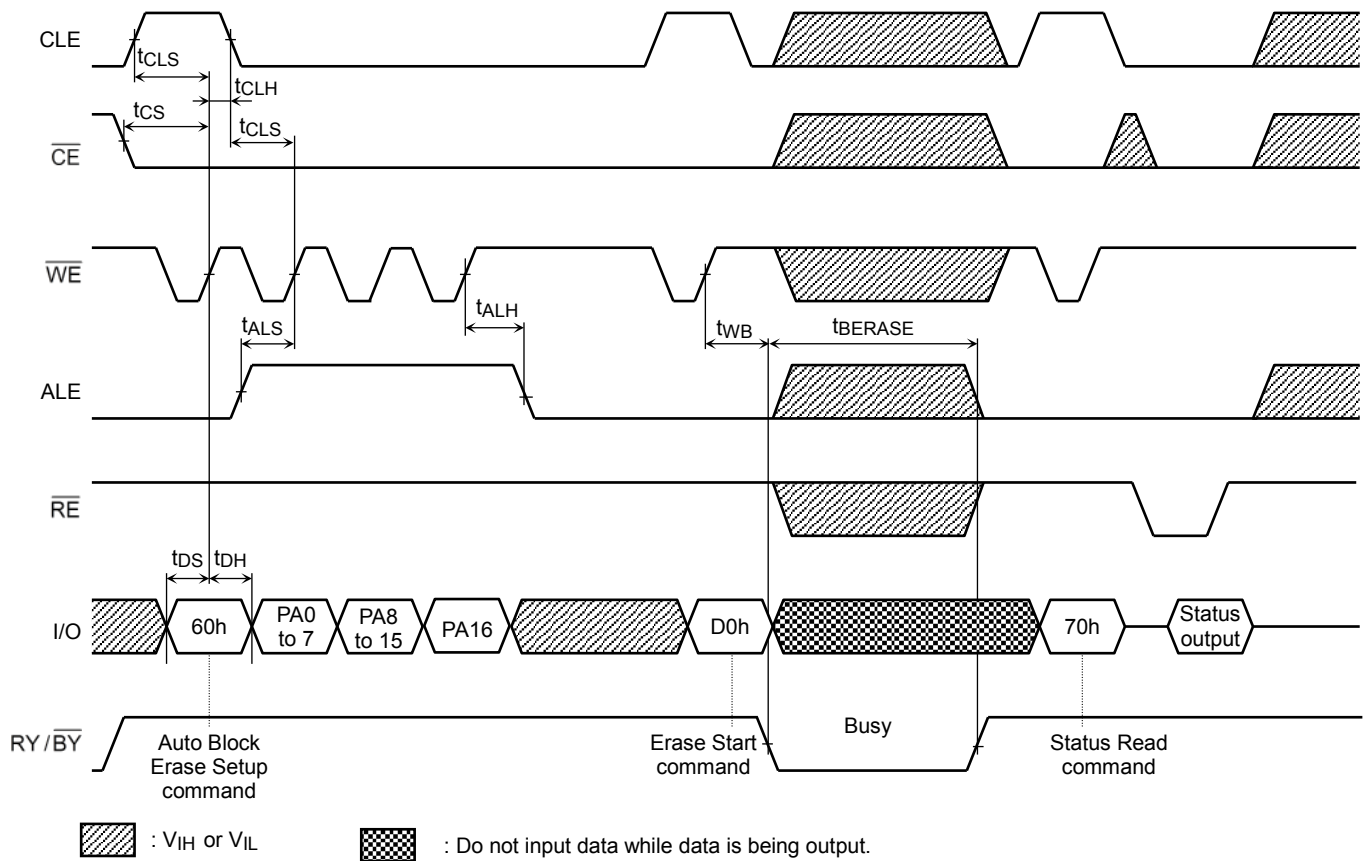 CLE
tCLS
tCLH
tCS
tCLS
CE
WE
tALS
tALH
tWB
tBERASE
ALE
RE
tDS
tDH
I/O
60h
PA0
to 7
PA8
to 15
PA16
D0h
70h
Status
output
RY/BY
Busy
Auto Block
Erase Setup
command
Erase Start
command
Status Read
command
: VIH or VIL
: Do not input data while data is being output.